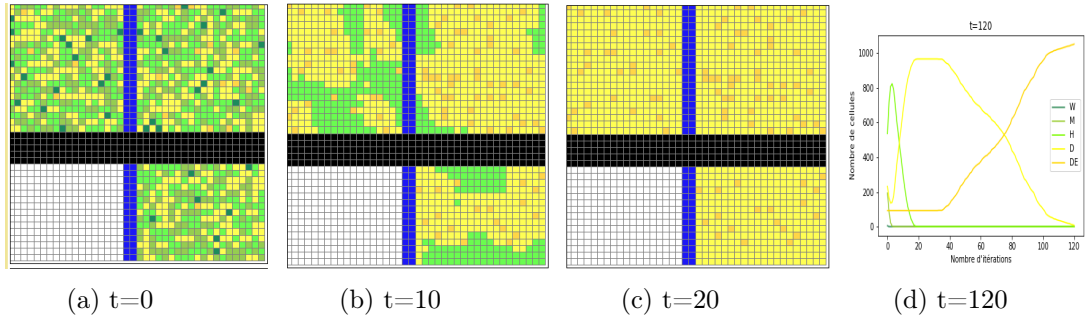 t=120
1000
800
600
400
200
0
Nombre de cellules
W
M
H
D
DE
0 20 40 60 80 100 120
Nombre d'itérations
(a) t=0 (b) t=10 (c) t=20 (d) t=120